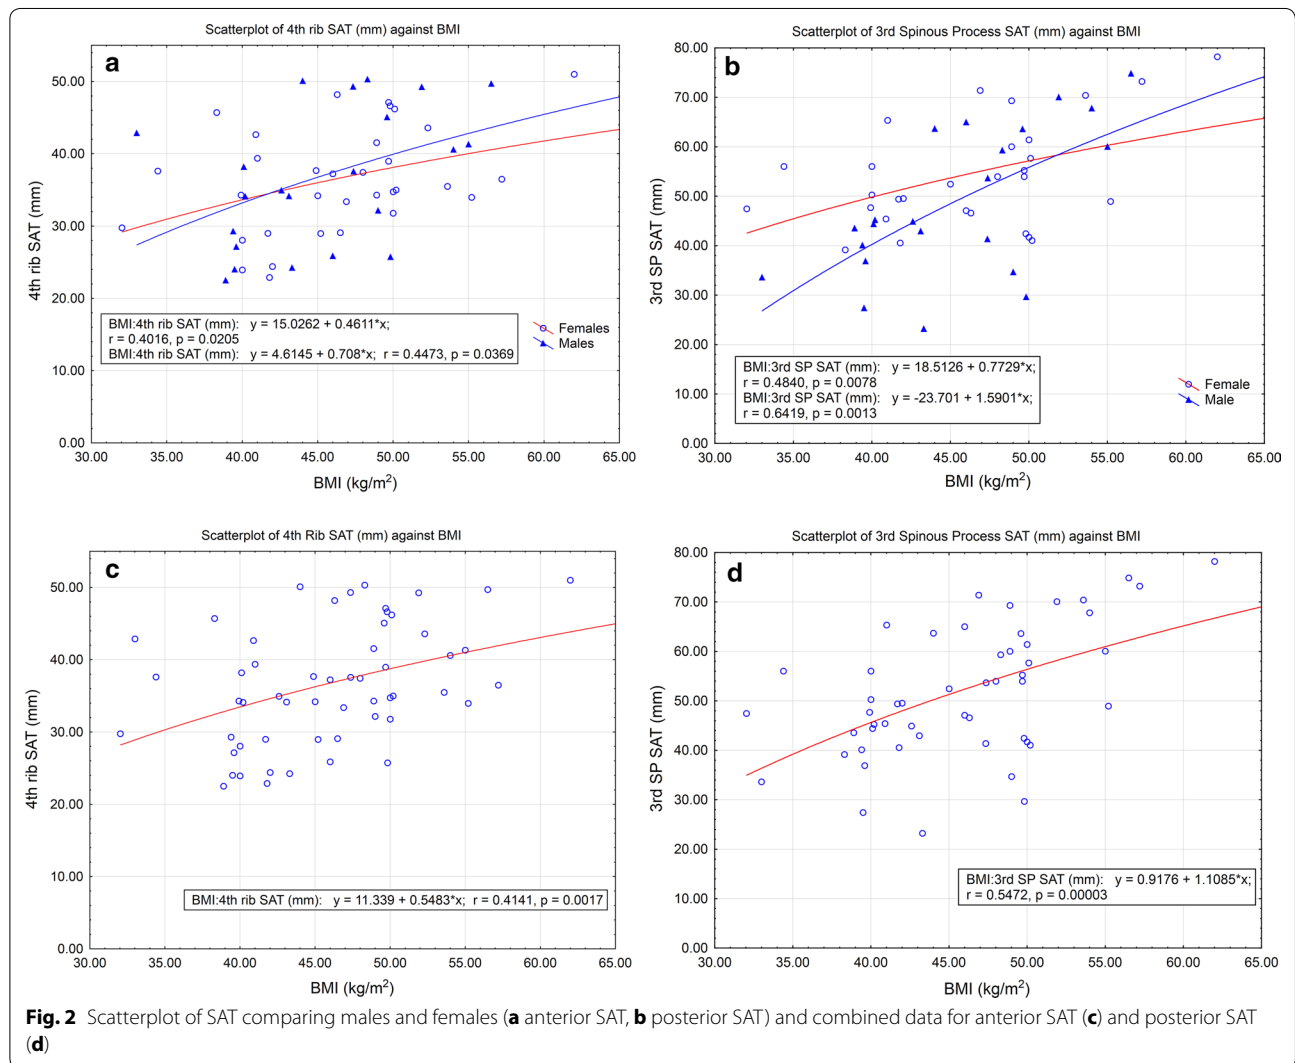 Scatterplot of 4th rib SAT (mm) against BMI
a
4th rib SAT (mm)
50.00
40.00
30.00
20.00
10.00
0.00
BMI:4th rib SAT (mm): y = 15.0262 + 0.4611*x;
r = 0.4016, p = 0.0205
BMI:4th rib SAT (mm): y = 4.6145 + 0.708*x; r = 0.4473, p = 0.0369
Females
Males
30.00 35.00 40.00 45.00 50.00 55.00 60.00 65.00
BMI (kg/m²)
Scatterplot of 3rd Spinous Process SAT (mm) against BMI
b
3rd SP SAT (mm)
80.00
70.00
60.00
50.00
40.00
30.00
20.00
10.00
0.00
BMI:3rd SP SAT (mm): y = 18.5126 + 0.7729*x;
r = 0.4840, p = 0.0078
BMI:3rd SP SAT (mm): y = -23.701 + 1.5901*x;
r = 0.6419, p = 0.0013
Female
Male
30.00 35.00 40.00 45.00 50.00 55.00 60.00 65.00
BMI (kg/m²)
Scatterplot of 4th Rib SAT (mm) against BMI
c
4th rib SAT (mm)
50.00
40.00
30.00
20.00
10.00
0.00
BMI:4th rib SAT (mm): y = 11.339 + 0.5483*x; r = 0.4141, p = 0.0017
30.00 35.00 40.00 45.00 50.00 55.00 60.00 65.00
BMI (kg/m²)
Scatterplot of 3rd Spinous Process SAT (mm) against BMI
d
3rd SP SAT (mm)
80.00
70.00
60.00
50.00
40.00
30.00
20.00
10.00
0.00
BMI:3rd SP SAT (mm): y = 0.9176 + 1.1085*x;
r = 0.5472, p = 0.00003
30.00 35.00 40.00 45.00 50.00 55.00 60.00 65.00
BMI (kg/m²)
Fig. 2 Scatterplot of SAT comparing males and females (a anterior SAT, b posterior SAT) and combined data for anterior SAT (c) and posterior SAT
(d)